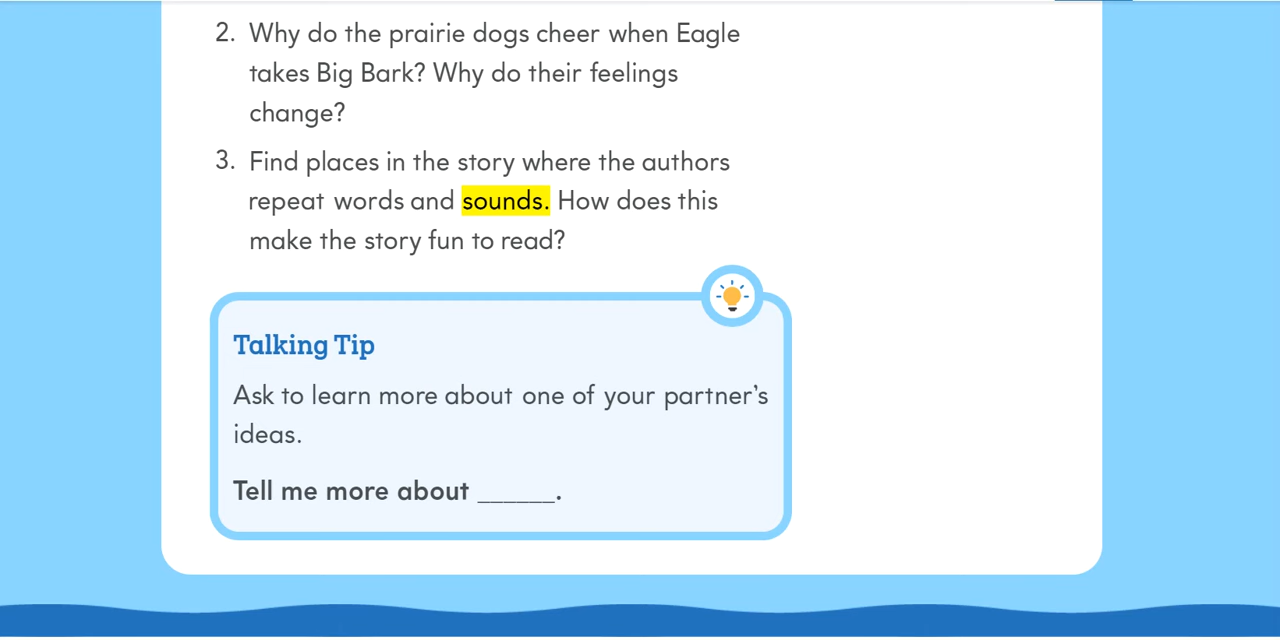 2. Why do the prairie dogs cheer when Eagle
takes Big Bark? Why do their feelings
change?
3. Find places in the story where the authors
repeat words and sounds. How does this
make the story fun to read?
Talking Tip
Ask to learn more about one of your partner's
ideas.
Tell me more about ______.